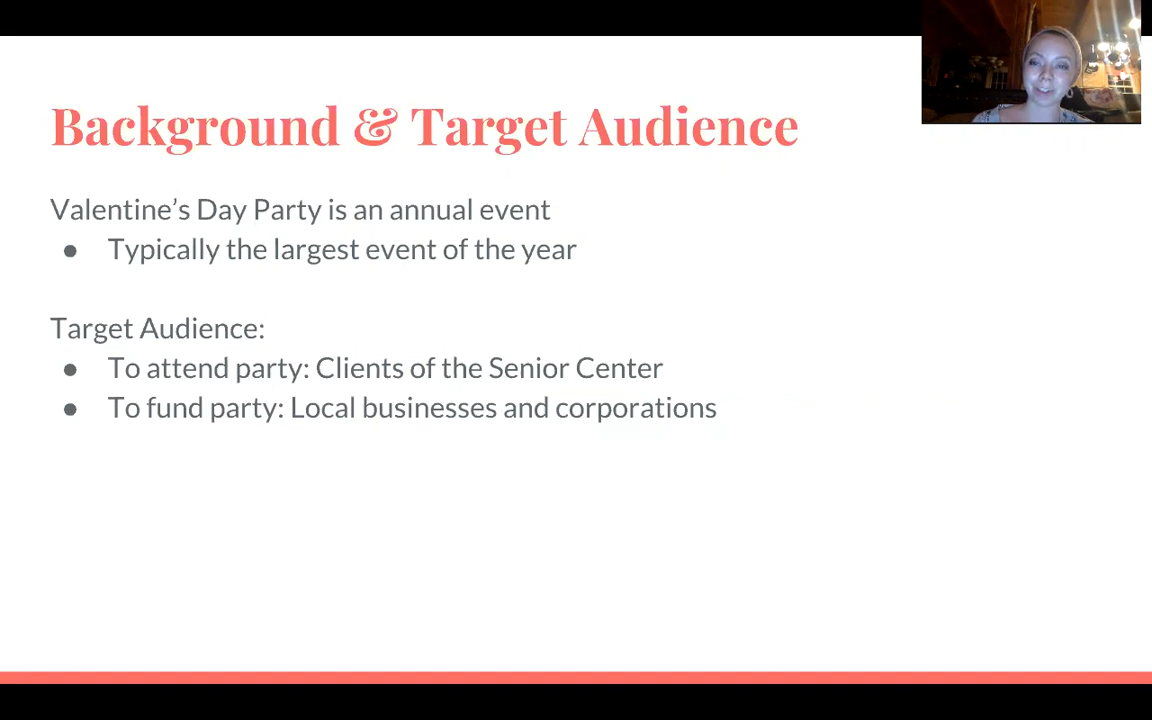 Background & Target Audience
Valentine's Day Party is an annual event
● Typically the largest event of the year
Target Audience:
● To attend party: Clients of the Senior Center
● To fund party: Local businesses and corporations